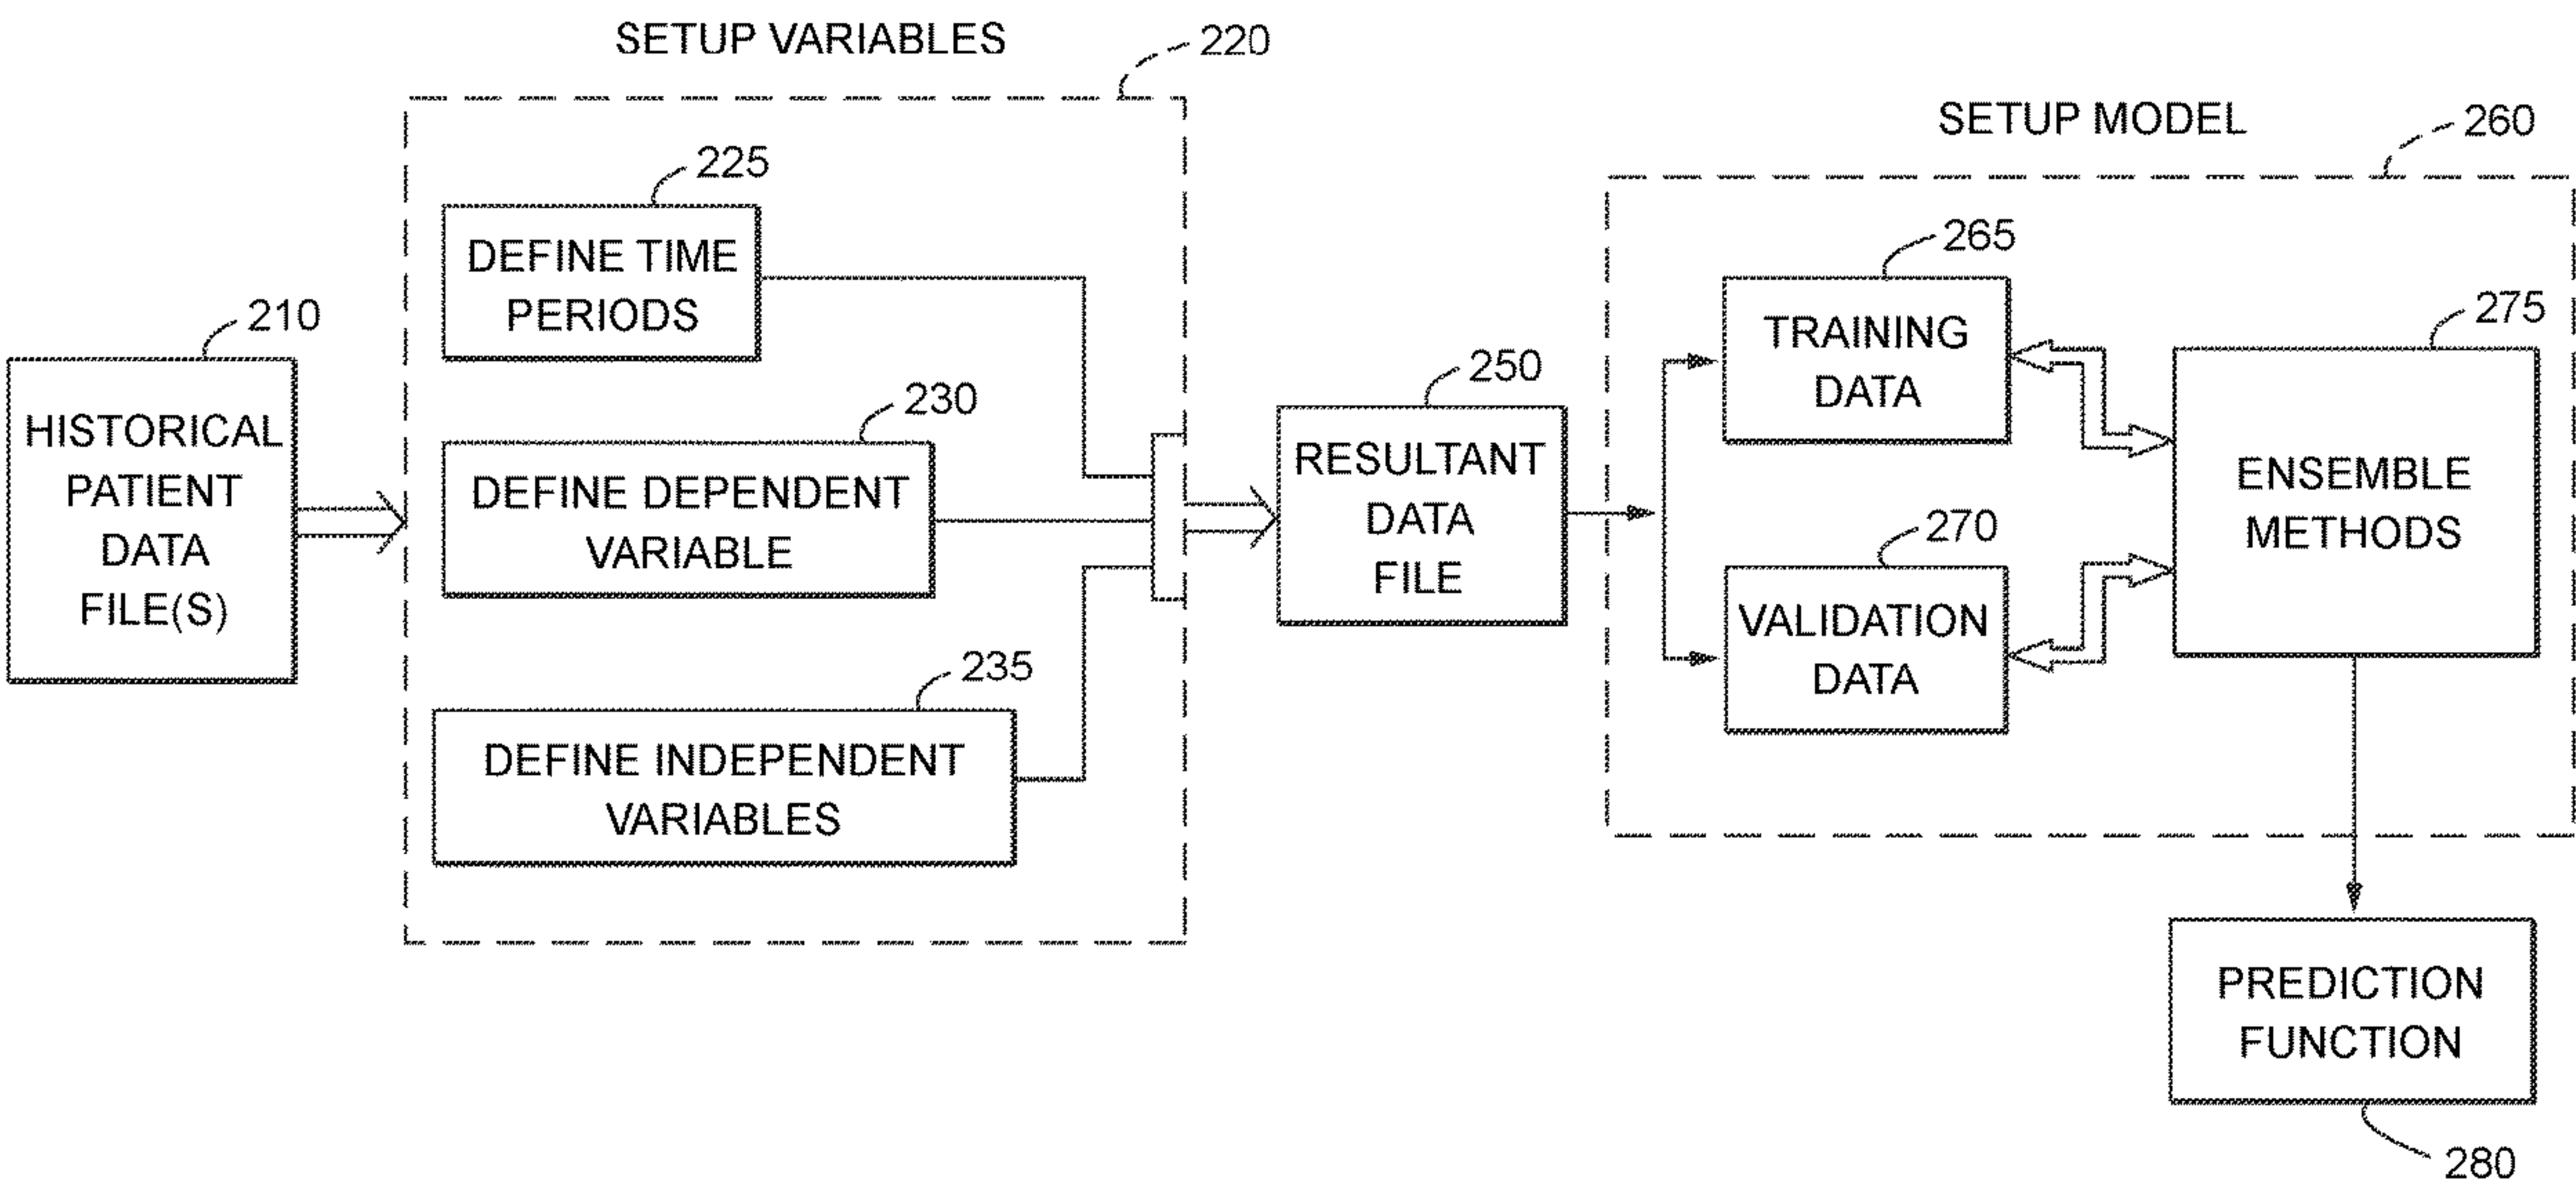 SETUP VARIABLES
220
225
DEFINE TIME
PERIODS
210
HISTORICAL
PATIENT
DATA
FILE(S)
230
DEFINE DEPENDENT
VARIABLE
235
DEFINE INDEPENDENT
VARIABLES
250
RESULTANT
DATA
FILE
SETUP MODEL
260
265
TRAINING
DATA
270
VALIDATION
DATA
275
ENSEMBLE
METHODS
PREDICTION
FUNCTION
280